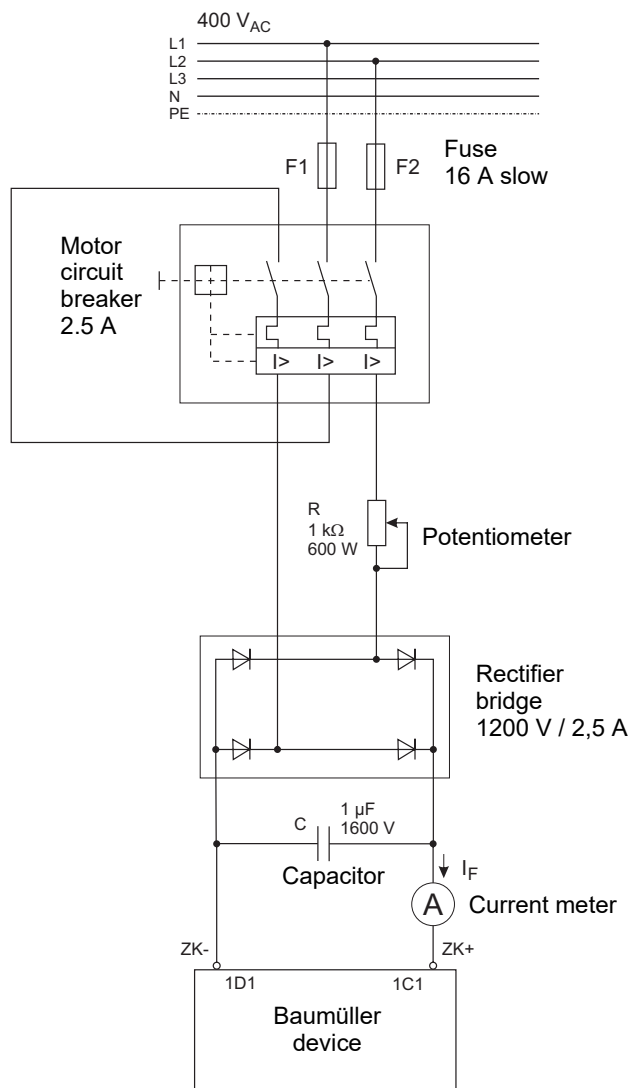 400 VAC
L1
L2
L3
N
PE
F1
F2
Fuse
16 A slow
Motor
circuit
breaker
2.5 A
I> I> I>
R
1 kΩ
600 W
Potentiometer
Rectifier
bridge
1200 V / 2,5 A
C
1 µF
1600 V
Capacitor
IF
A
Current meter
ZK-
ZK+
1D1
1C1
Baumüller
device